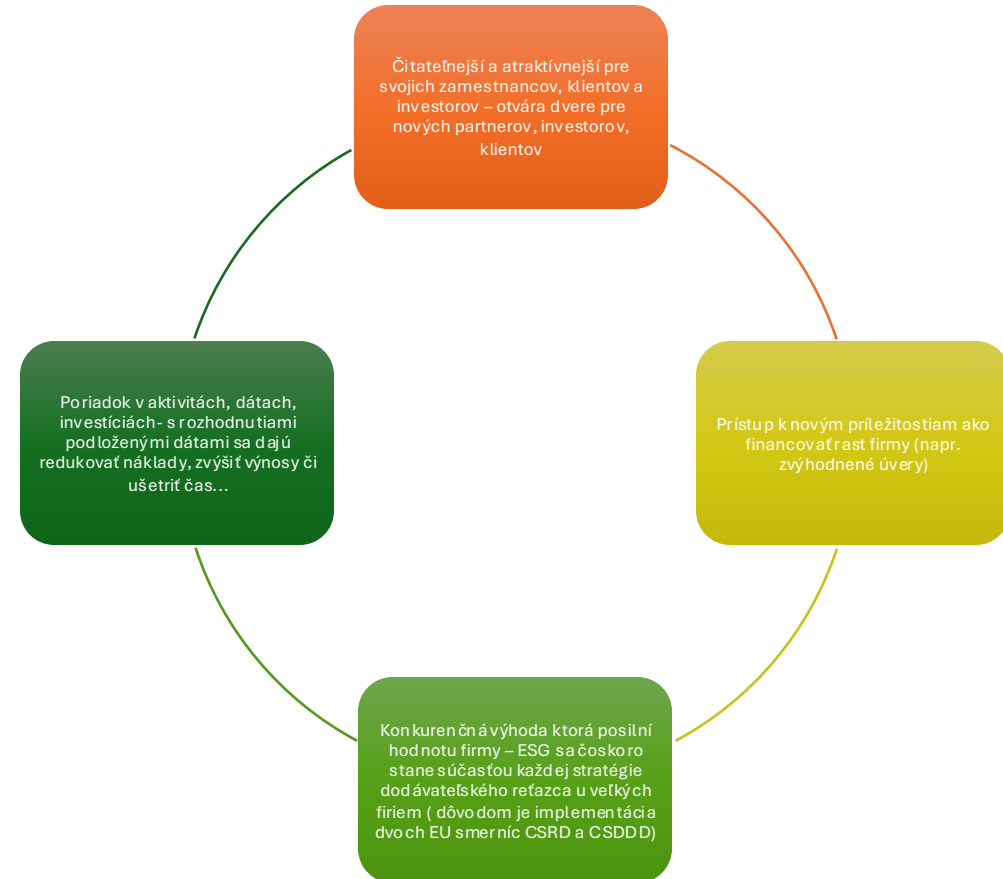 Čitateľnejší a atraktívnejší pre
svojich zamestnancov, klientov a
investorov – otvára dvere pre
nových partnerov, investorov,
klientov
Prístup k novým príležitostiam ako
financovať rast firmy (napr.
zvýhodnené úvery)
Konkurenčná výhoda ktorá posilní
hodnotu firmy – ESG sa čoskoro
stane súčasťou každej stratégie
dodávateľského reťazca u veľkých
firiem ( dôvodom je implementácia
dvoch EU smerníc CSRD a CSDDD)
Poriadok v aktivitách, dátach,
investíciách- s rozhodnutiami
podloženými dátami sa dajú
redukovať náklady, zvýšiť výnosy či
ušetriť čas...